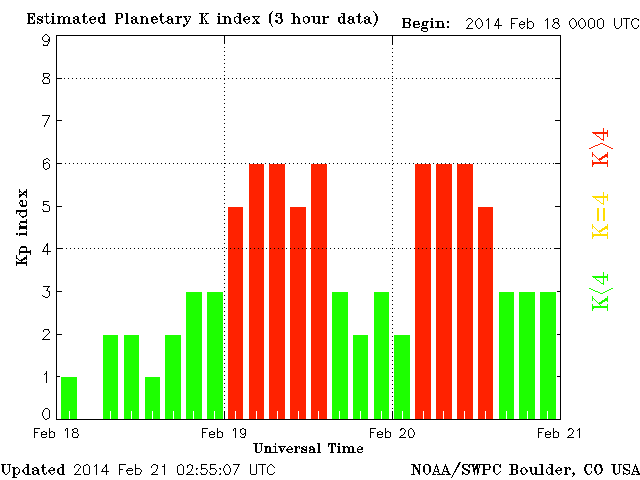 Estimated Planetary K index (3 hour data) Begin: 2014 Feb 18 0000 UTC
9
8
7
6
5
4
3
2
1
0
Kp index
K>4
K=4
K<4
Feb 18 Feb 19 Feb 20 Feb 21
Universal Time
Updated 2014 Feb 21 02:55:07 UTC NOAA/SWPC Boulder, CO USA